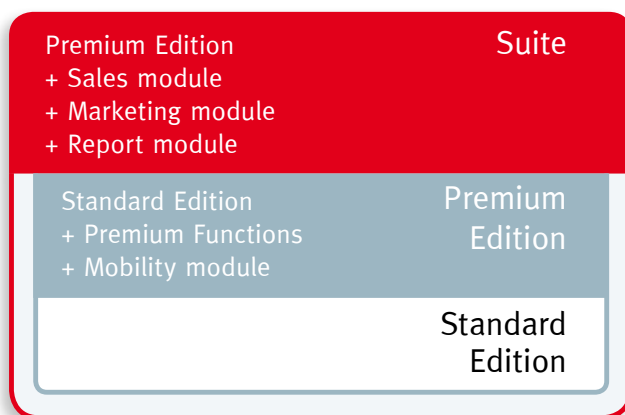 Premium Edition
+ Sales module
+ Marketing module
+ Report module
Suite
Standard Edition
+ Premium Functions
+ Mobility module
Premium
Edition
Standard
Edition